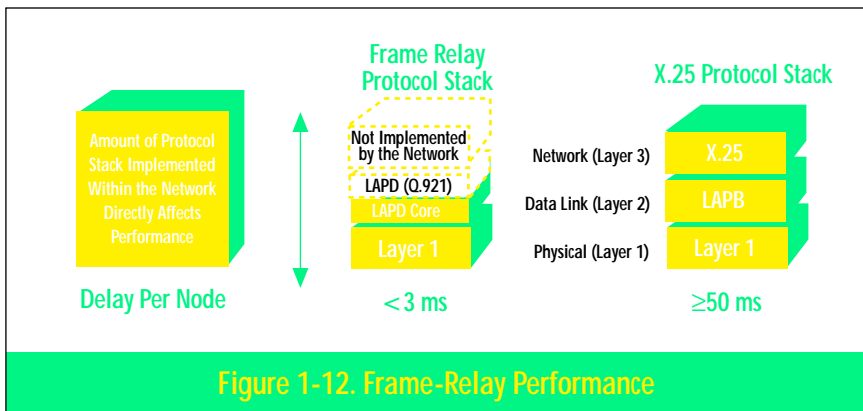 Frame Relay
Protocol Stack
X.25 Protocol Stack
Amount of Protocol
Stack Implemented
Within the Network
Directly Affects
Performance
Not Implemented
by the Network
LAPD (Q.921)
LAPD Core
Layer 1
Network (Layer 3)
Data Link (Layer 2)
Physical (Layer 1)
X.25
LAPB
Layer 1
Delay Per Node
<3 ms
≥50 ms
Figure 1-12. Frame-Relay Performance